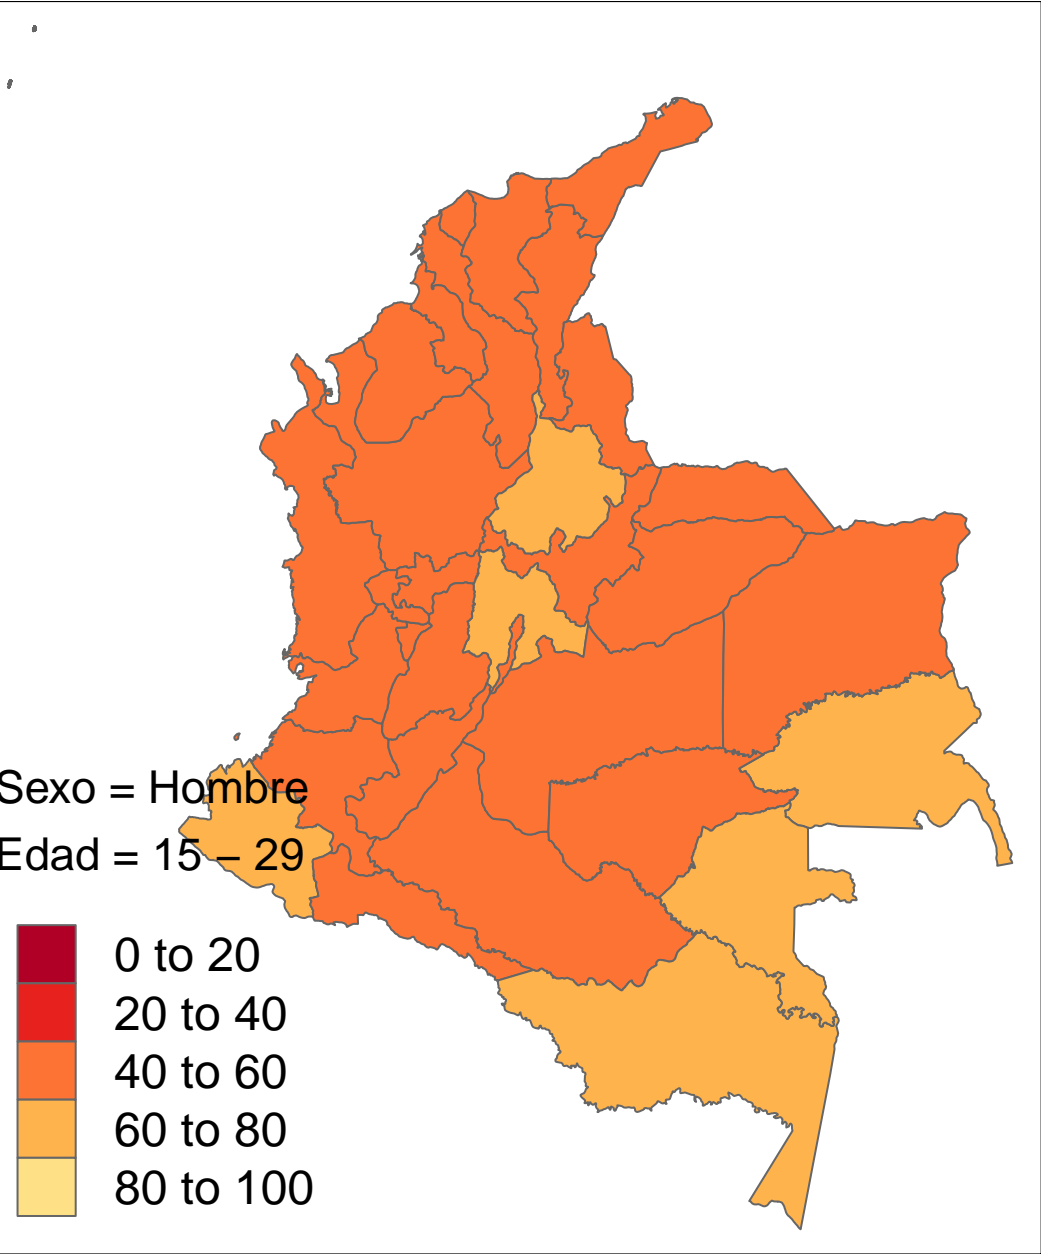 Sexo = Hombre
Edad = 15 – 29
0 to 20
20 to 40
40 to 60
60 to 80
80 to 100